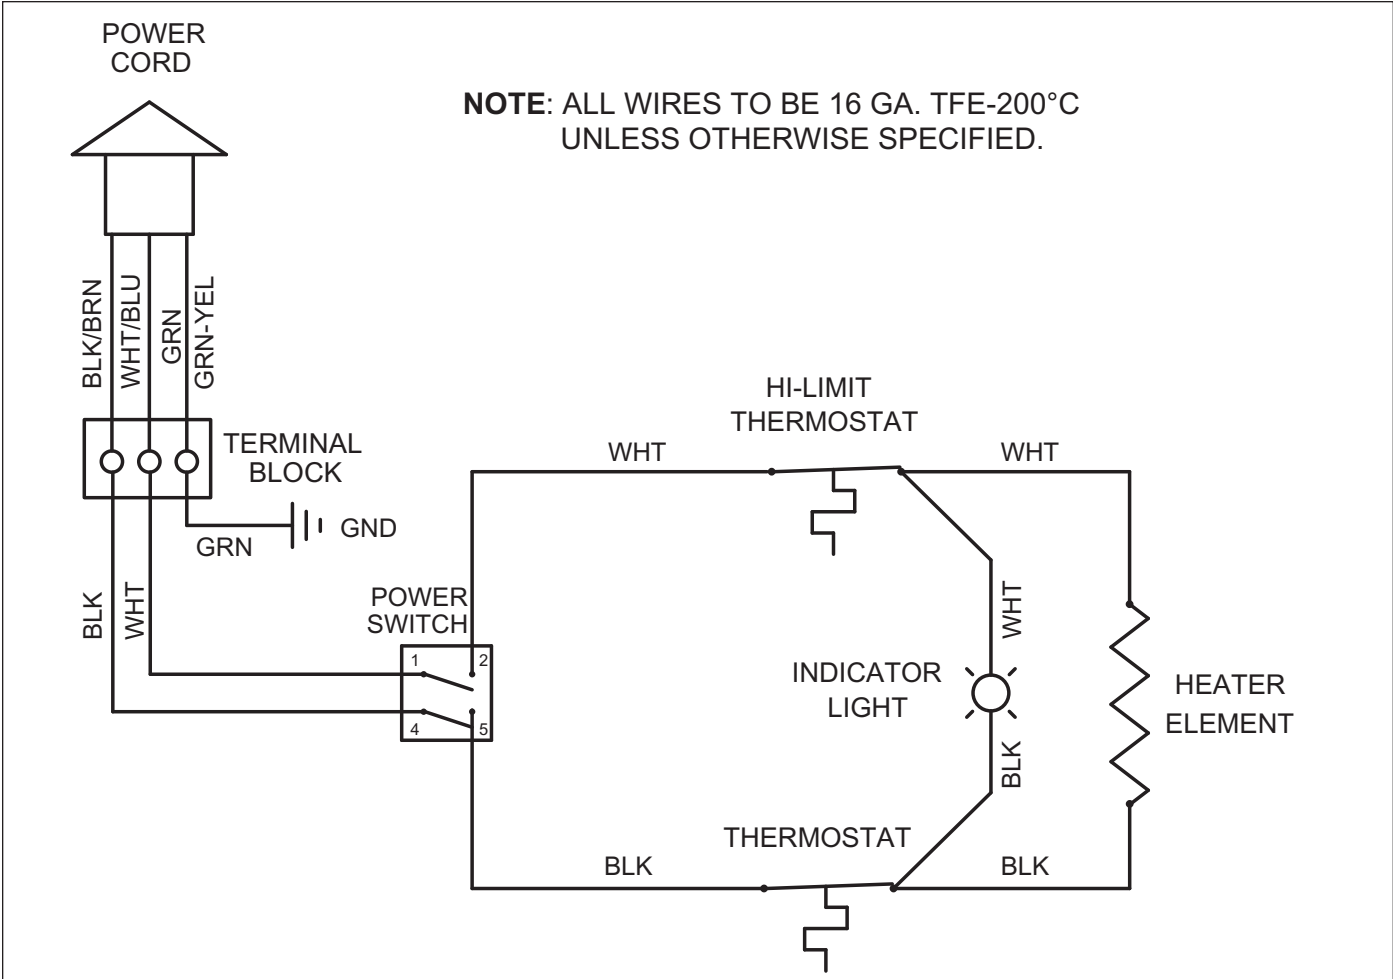 POWER
CORD
NOTE: ALL WIRES TO BE 16 GA. TFE-200°C
UNLESS OTHERWISE SPECIFIED.
BLK/BRN
WHT/BLU
GRN
GRN-YEL
TERMINAL
BLOCK
GRN
GND
BLK
WHT
POWER
SWITCH
1
2
4
5
HI-LIMIT
THERMOSTAT
WHT
WHT
WHT
INDICATOR
LIGHT
BLK
HEATER
ELEMENT
THERMOSTAT
BLK
BLK